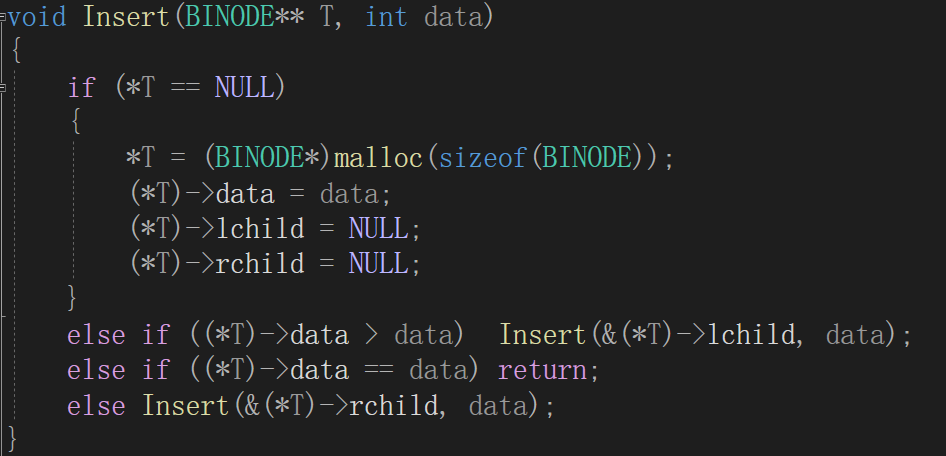 void Insert(BINODE** T, int data)
{
    if (*T == NULL)
    {
        *T = (BINODE*)malloc(sizeof(BINODE));
        (*T)->data = data;
        (*T)->lchild = NULL;
        (*T)->rchild = NULL;
    }
    else if ((*T)->data > data)  Insert(&(*T)->lchild, data);
    else if ((*T)->data == data) return;
    else Insert(&(*T)->rchild, data);
}